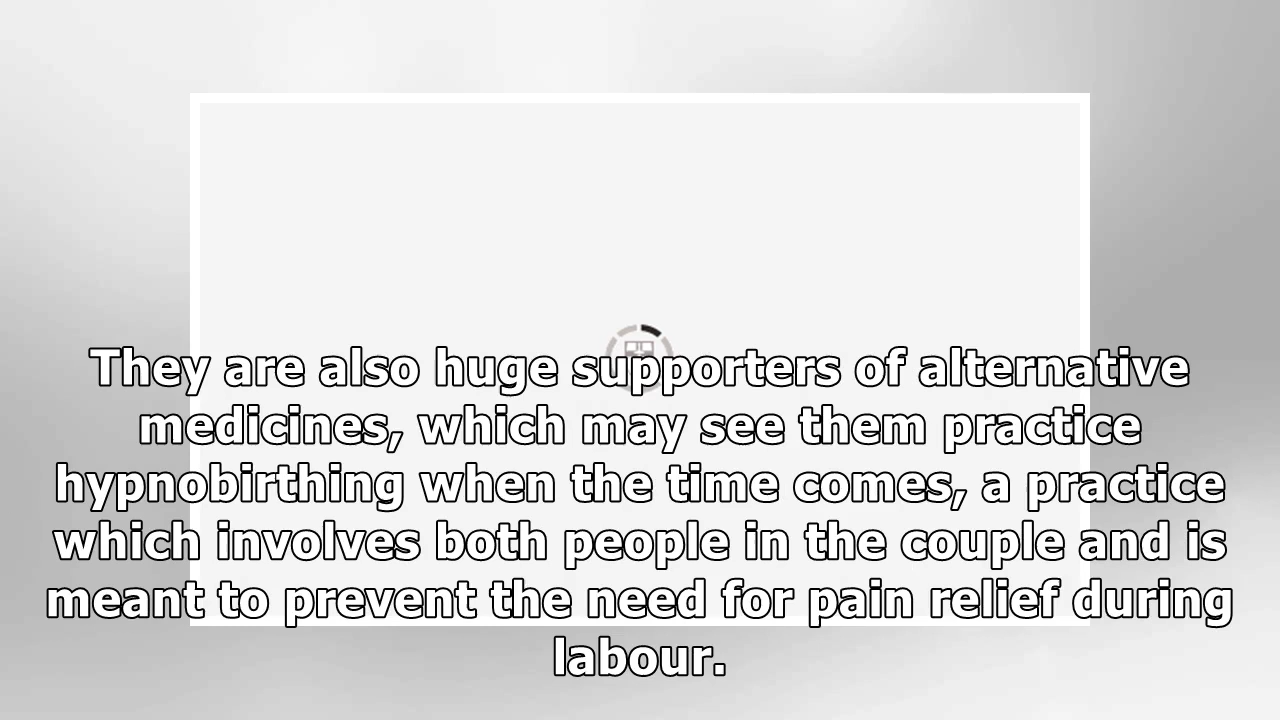 They are also huge supporters of alternative
medicines, which may see them practice
hypnobirthing when the time comes, a practice
which involves both people in the couple and is
meant to prevent the need for pain relief during
labour.